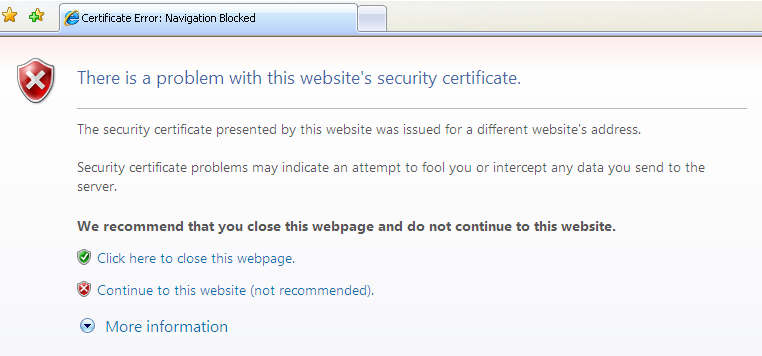 Certificate Error: Navigation Blocked
There is a problem with this website's security certificate.
The security certificate presented by this website was issued for a different website's address.
Security certificate problems may indicate an attempt to fool you or intercept any data you send to the
server.
We recommend that you close this webpage and do not continue to this website.
Click here to close this webpage.
Continue to this website (not recommended).
More information